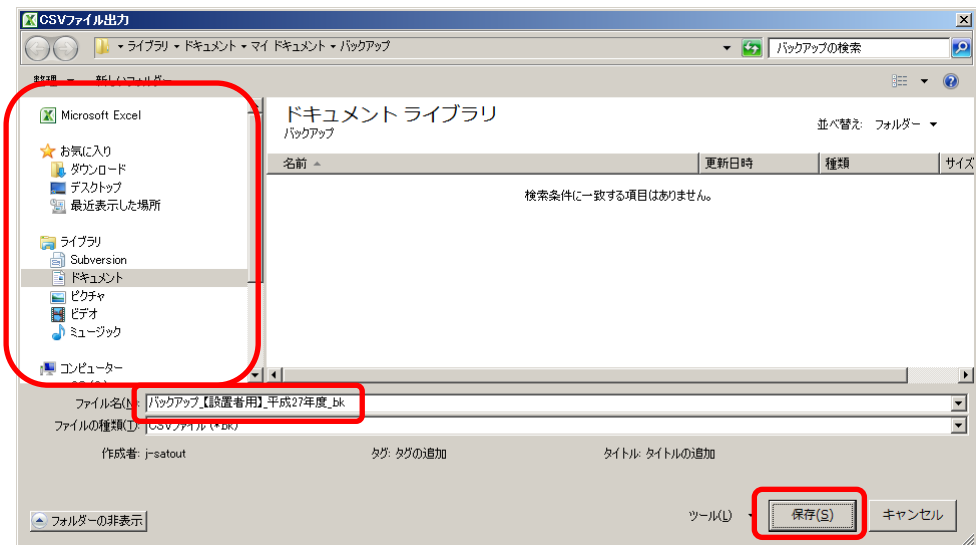 CSVファイル出力
▾ ライブラリ ▾ ドキュメント ▾ マイ ドキュメント ▾ バックアップ
バックアップの検索
整理 ▾ 新しいフォルダー
Microsoft Excel
お気に入り
ダウンロード
デスクトップ
最近表示した場所
ライブラリ
Subversion
ドキュメント
ピクチャ
ビデオ
ミュージック
コンピューター
ドキュメント ライブラリ
バックアップ
並べ替え: フォルダー ▾
名前 更新日時 種類 サイズ
検索条件に一致する項目はありません。
ファイル名(N): バックアップ_【設置者用】_平成27年度_bk
ファイルの種類(T): CSVファイル (*bk)
作成者: j-satout タグ: タグの追加 タイトル: タイトルの追加
フォルダーの非表示
ツール(L) ▾ 保存(S) キャンセル